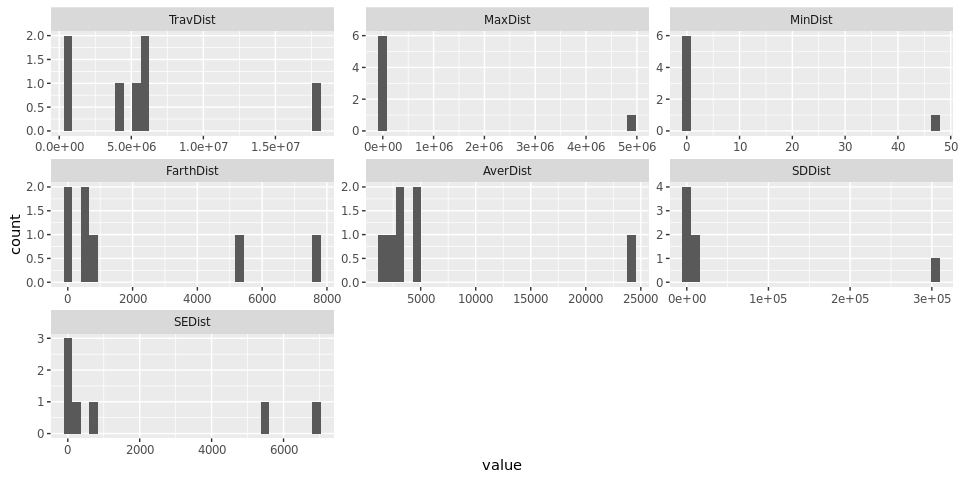 TravDist MaxDist MinDist
2.0 1.5 1.0 0.5 0.0
6 4 2 0
6 4 2 0
0.0e+00 5.0e+06 1.0e+07 1.5e+07
0e+00 1e+06 2e+06 3e+06 4e+06 5e+06
0 10 20 30 40 50
FarthDist AverDist SDDist
2.0 1.5 1.0 0.5 0.0
2.0 1.5 1.0 0.5 0.0
4 3 2 1 0
0 2000 4000 6000 8000
5000 10000 15000 20000 25000
0e+00 1e+05 2e+05 3e+05
SEDist
3 2 1 0
0 2000 4000 6000
count
value